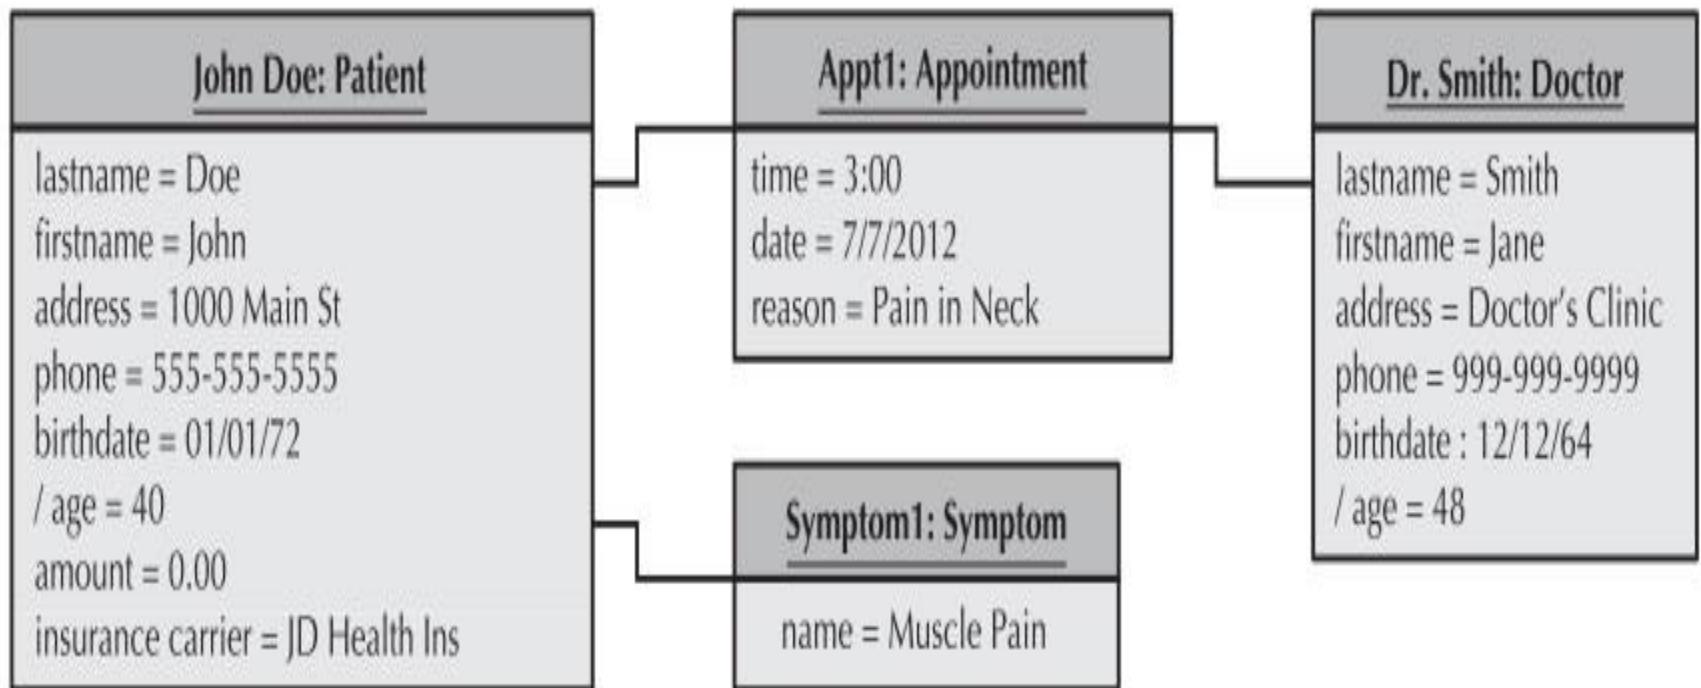 John Doe: Patient
lastname = Doe
firstname = John
address = 1000 Main St
phone = 555-555-5555
birthdate = 01/01/72
/ age = 40
amount = 0.00
insurance carrier = JD Health Ins
Appt1: Appointment
time = 3:00
date = 7/7/2012
reason = Pain in Neck
Symptom1: Symptom
name = Muscle Pain
Dr. Smith: Doctor
lastname = Smith
firstname = Jane
address = Doctor's Clinic
phone = 999-999-9999
birthdate : 12/12/64
/ age = 48